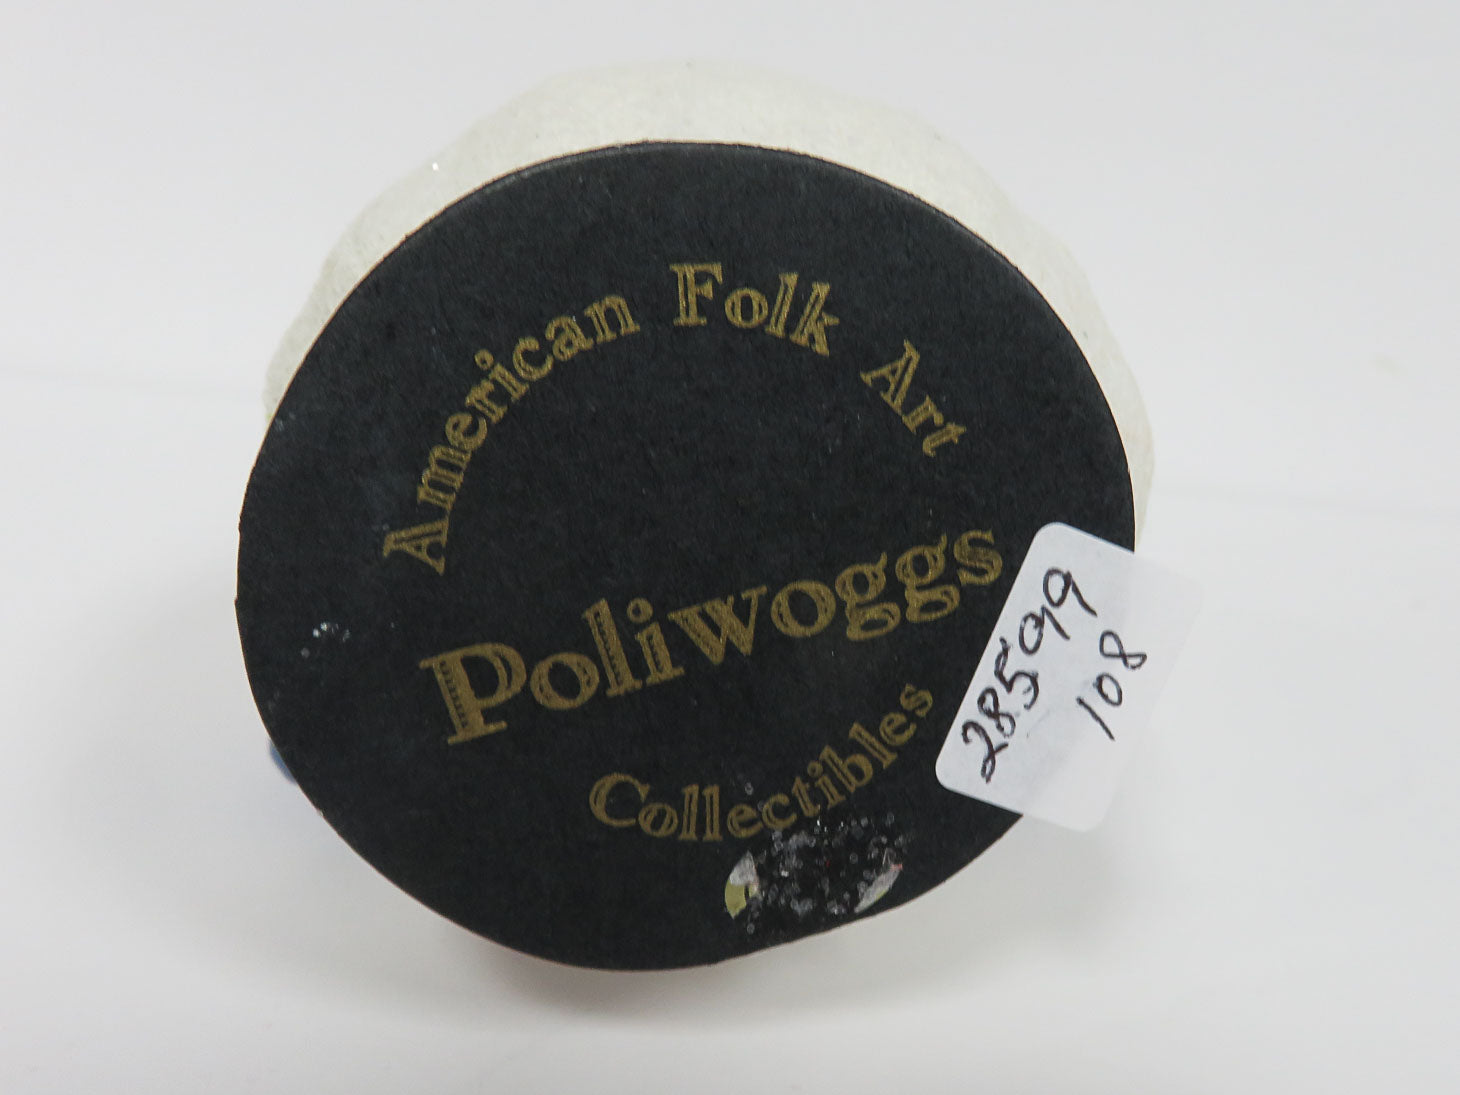 American Folk Art
Poliwoggs
Collectibles
28599
108